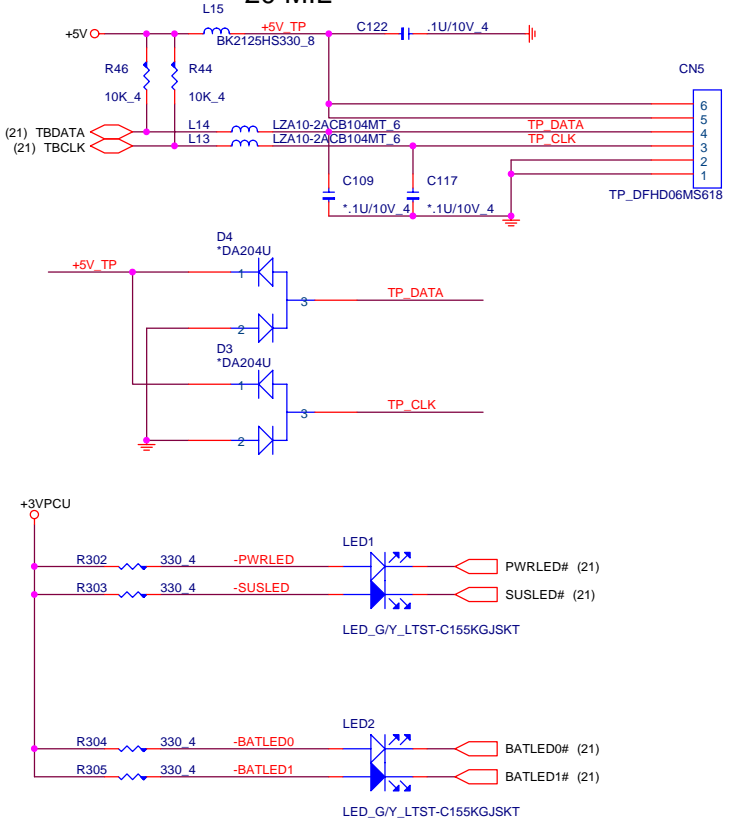 L15
+5V
+5V_TP
C122
.1U/10V_4
BK2125HS330_8
R46
R44
CN5
10K_4
10K_4
6
5
(21) TBDATA
L14
LZA10-2ACB104MT_6
TP_DATA
4
(21) TBCLK
L13
LZA10-2ACB104MT_6
TP_CLK
3
2
1
C109
C117
TP_DFHD06MS618
*.1U/10V_4
*.1U/10V_4
D4
*DA204U
+5V_TP
1
TP_DATA
3
2
D3
*DA204U
1
TP_CLK
3
2
+3VPCU
LED1
R302
330_4
-PWRLED
PWRLED# (21)
R303
330_4
-SUSLED
SUSLED# (21)
LED_G/Y_LTST-C155KGJSKT
LED2
R304
330_4
-BATLED0
BATLED0# (21)
R305
330_4
-BATLED1
BATLED1# (21)
LED_G/Y_LTST-C155KGJSKT